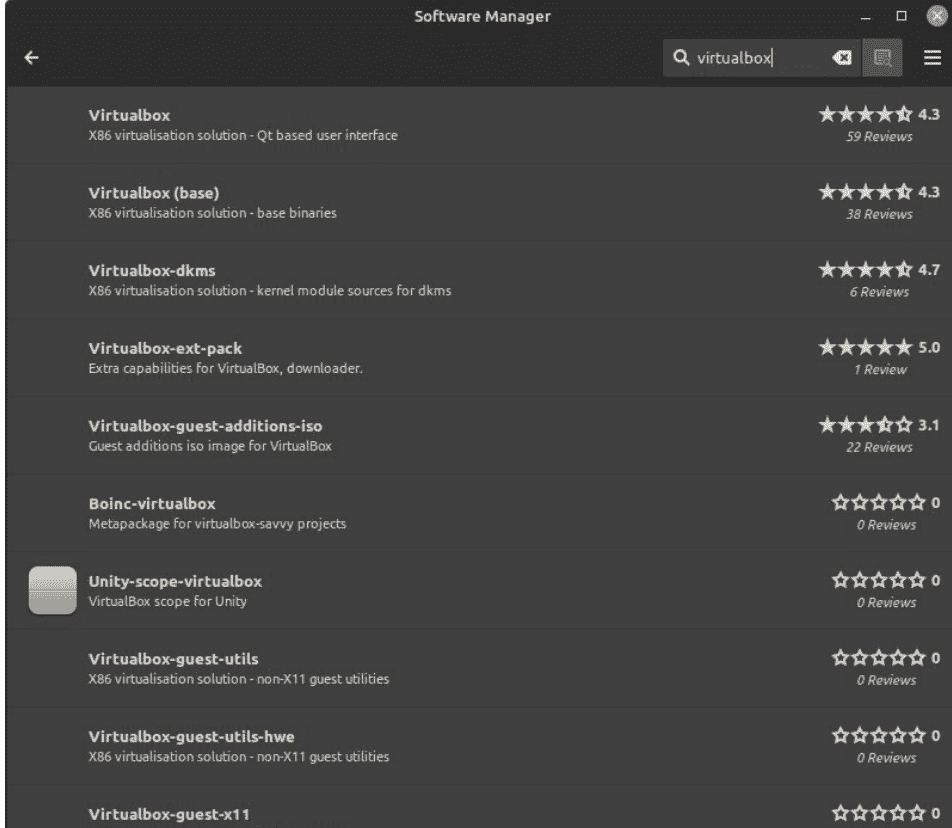 Software Manager
virtualbox
Virtualbox 4.3
X86 virtualisation solution - Qt based user interface 59 Reviews
Virtualbox (base) 4.3
X86 virtualisation solution - base binaries 38 Reviews
Virtualbox-dkms 4.7
X86 virtualisation solution - kernel module sources for dkms 6 Reviews
Virtualbox-ext-pack 5.0
Extra capabilities for VirtualBox, downloader. 1 Review
Virtualbox-guest-additions-iso 3.1
Guest additions iso image for VirtualBox 22 Reviews
Boinc-virtualbox 0
Metapackage for virtualbox-savvy projects 0 Reviews
Unity-scope-virtualbox 0
VirtualBox scope for Unity 0 Reviews
Virtualbox-guest-utils 0
X86 virtualisation solution - non-X11 guest utilities 0 Reviews
Virtualbox-guest-utils-hwe 0
X86 virtualisation solution - non-X11 guest utilities 0 Reviews
Virtualbox-guest-x11 0